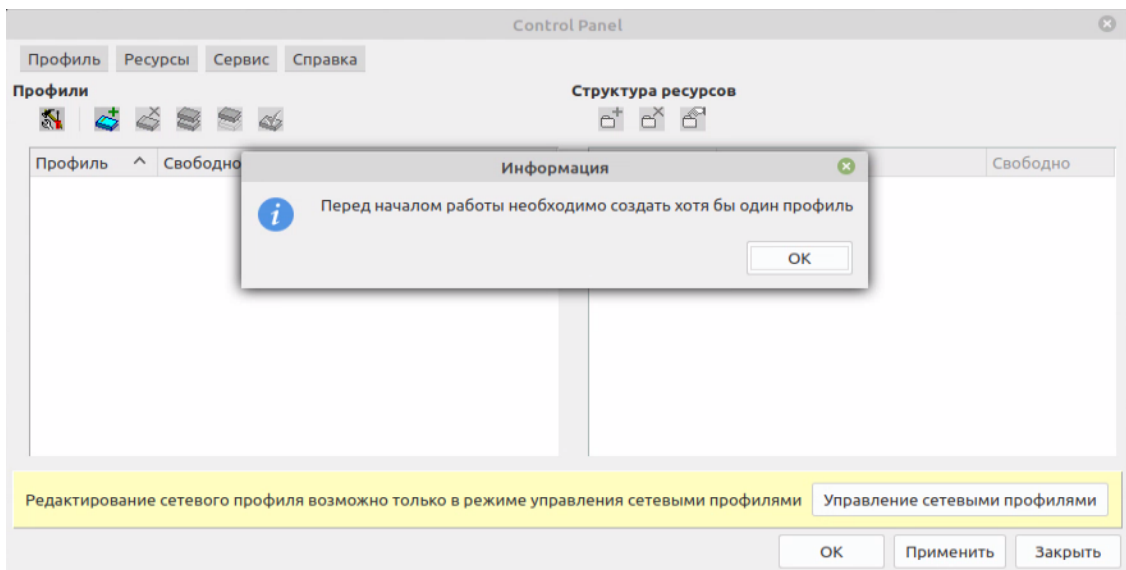 Control Panel
Профиль Ресурсы Сервис Справка
Профили
Структура ресурсов
Профиль Свободно
Свободно
Информация
Перед началом работы необходимо создать хотя бы один профиль
OK
Редактирование сетевого профиля возможно только в режиме управления сетевыми профилями
Управление сетевыми профилями
OK Применить Закрыть